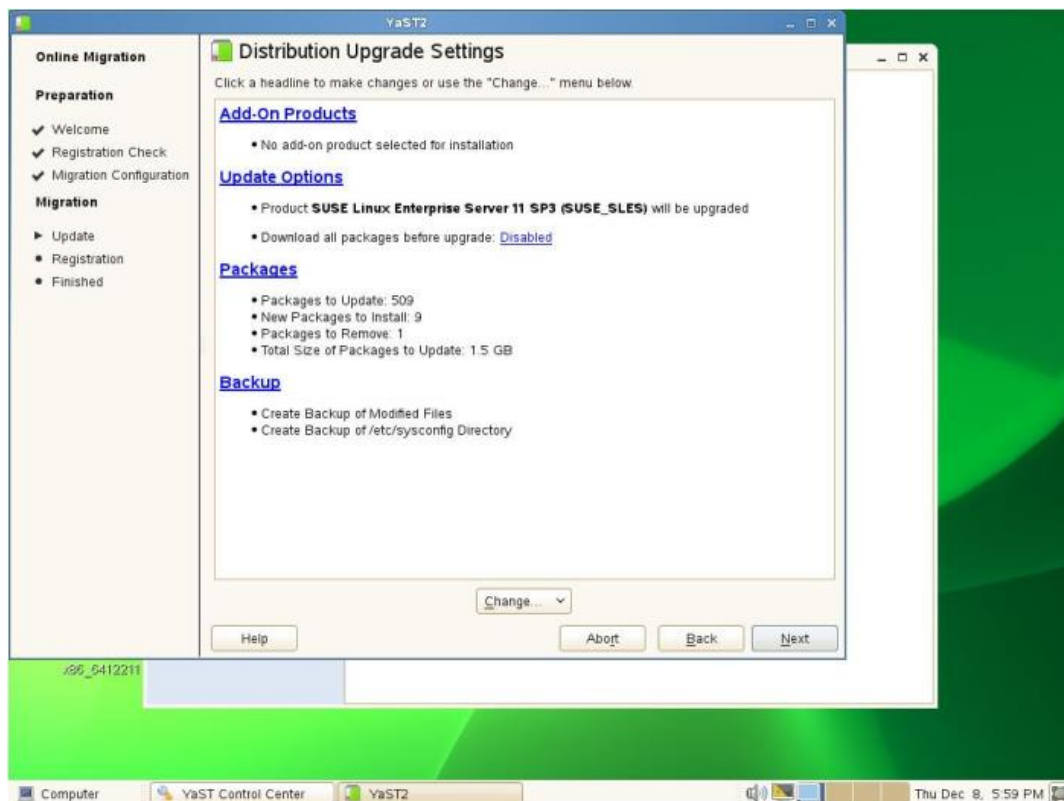 YaST2
Online Migration
Preparation
Welcome
Registration Check
Migration Configuration
Migration
Update
Registration
Finished
Distribution Upgrade Settings
Click a headline to make changes or use the "Change..." menu below.
Add-On Products
• No add-on product selected for installation
Update Options
• Product SUSE Linux Enterprise Server 11 SP3 (SUSE_SLES) will be upgraded
• Download all packages before upgrade: Disabled
Packages
• Packages to Update: 509
• New Packages to Install: 9
• Packages to Remove: 1
• Total Size of Packages to Update: 1.5 GB
Backup
• Create Backup of Modified Files
• Create Backup of /etc/sysconfig Directory
Change...
Help Abort Back Next
x86_6412211
Computer YaST Control Center YaST2 Thu Dec 8, 5:59 PM